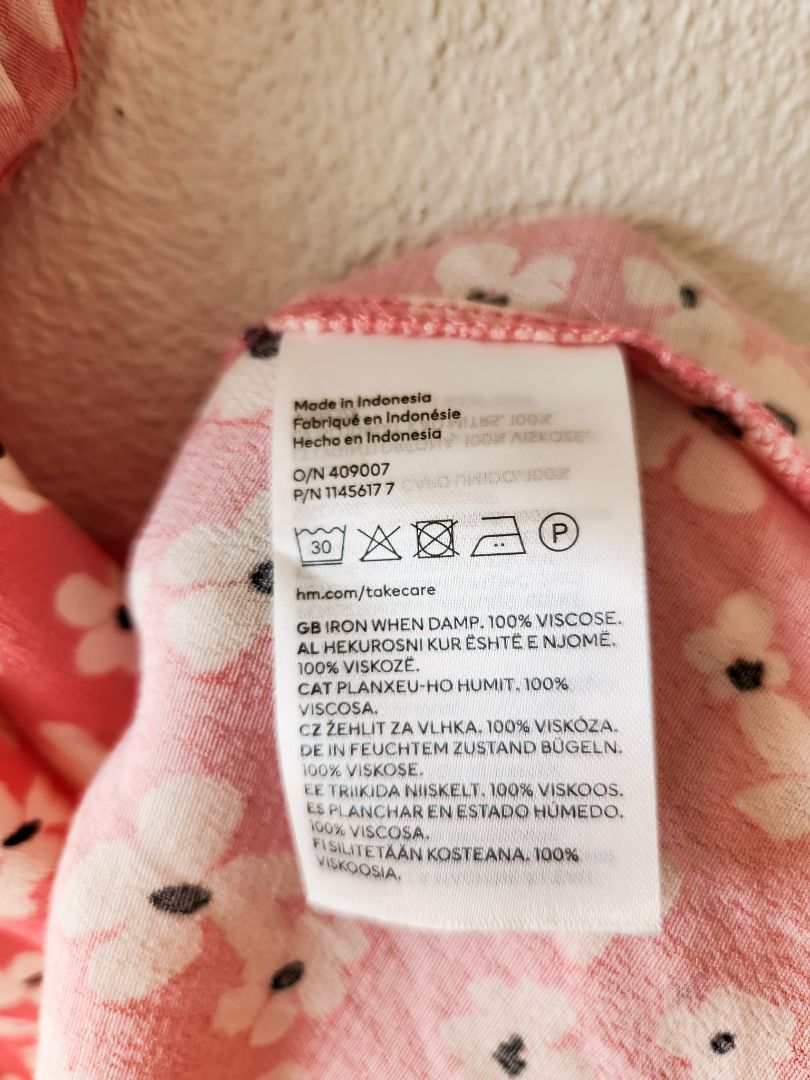 Made in Indonesia
Fabriqué en Indonésie
Hecho en Indonesia
O/N 409007
P/N 1145617 7
30
P
hm.com/takecare
GB IRON WHEN DAMP. 100% VISCOSE.
AL HEKUROSNI KUR ËSHTË E NJOMË.
100% VISKOZË.
CAT PLANXEU-HO HUMIT. 100%
VISCOSA.
CZ ŽEHLIT ZA VLHKA. 100% VISKÓZA.
DE IN FEUCHTEM ZUSTAND BÜGELN.
100% VISKOSE.
EE TRIIKIDA NIISKELT. 100% VISKOOS.
ES PLANCHAR EN ESTADO HÚMEDO.
100% VISCOSA.
FI SILITETÄÄN KOSTEANA. 100%
VISKOOSIA.